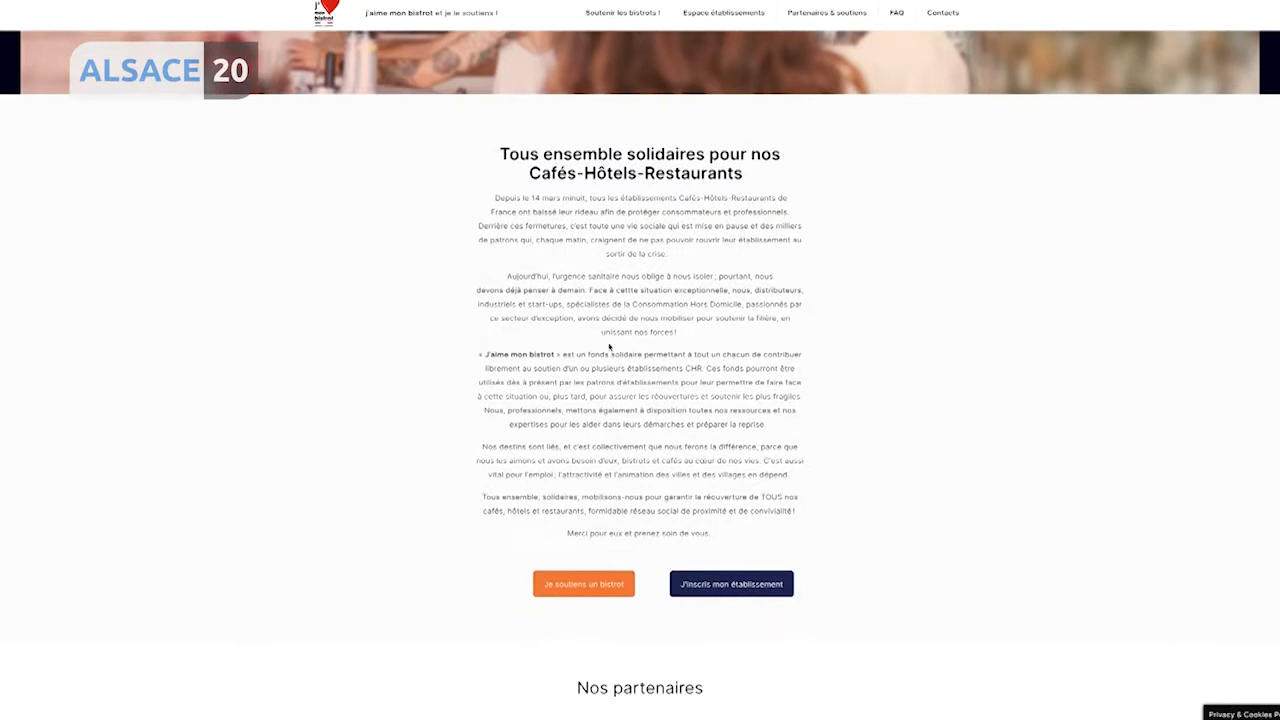 j'
mon
bistrot
j'aime mon bistrot et je le soutiens !
Soutenir les bistrots !
Espace établissements
Partenaires & soutiens
FAQ
Contacts
ALSACE 20
Tous ensemble solidaires pour nos
Cafés-Hôtels-Restaurants
Depuis le 14 mars minuit, tous les établissements Cafés-Hôtels-Restaurants de
France ont baissé leur rideau afin de protéger consommateurs et professionnels.
Derrière ces fermetures, c'est toute une vie sociale qui est mise en pause et des milliers
de patrons qui, chaque matin, craignent de ne pas pouvoir rouvrir leur établissement au
sortir de la crise.
Aujourd'hui, l'urgence sanitaire nous oblige à nous isoler ; pourtant, nous
devons déjà penser à demain. Face à cettte situation exceptionnelle, nous, distributeurs,
industriels et start-ups, spécialistes de la Consommation Hors Domicile, passionnés par
ce secteur d'exception, avons décidé de nous mobiliser pour soutenir la filière, en
unissant nos forces !
« J'aime mon bistrot » est un fonds solidaire permettant à tout un chacun de contribuer
librement au soutien d'un ou plusieurs établissements CHR. Ces fonds pourront être
utilisés dès à présent par les patrons d'établissements pour leur permettre de faire face
à cette situation ou, plus tard, pour assurer les réouvertures et soutenir les plus fragiles.
Nous, professionnels, mettons également à disposition toutes nos ressources et nos
expertises pour les aider dans leurs démarches et préparer la reprise.
Nos destins sont liés, et c'est collectivement que nous ferons la différence, parce que
nous les aimons et avons besoin d'eux, bistrots et cafés au cœur de nos vies. C'est aussi
vital pour l'emploi ; l'attractivité et l'animation des villes et des villages en dépend.
Tous ensemble, solidaires, mobilisons-nous pour garantir la réouverture de TOUS nos
cafés, hôtels et restaurants, formidable réseau social de proximité et de convivialité !
Merci pour eux et prenez soin de vous.
Je soutiens un bistrot
J'inscris mon établissement
Nos partenaires
Privacy & Cookies P